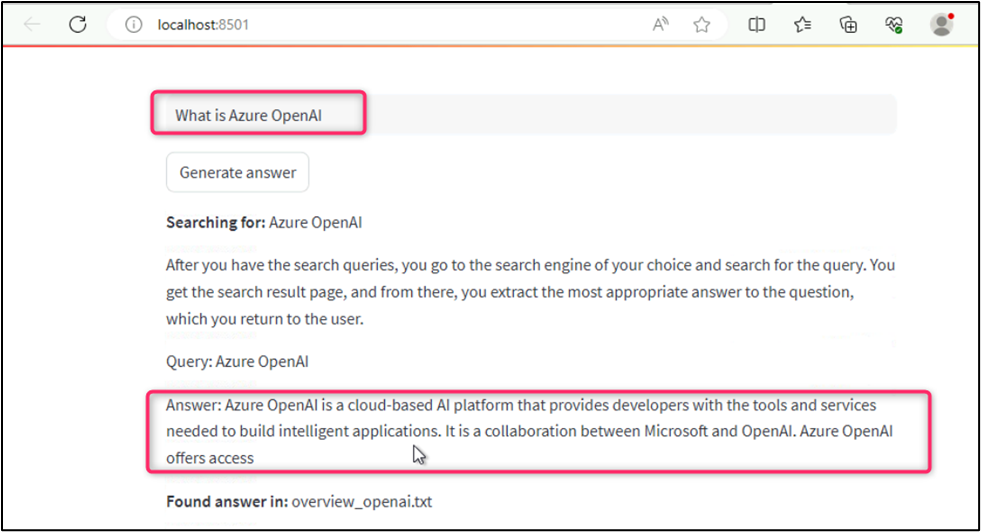 localhost:8501
What is Azure OpenAI
Generate answer
Searching for: Azure OpenAI
After you have the search queries, you go to the search engine of your choice and search for the query. You
get the search result page, and from there, you extract the most appropriate answer to the question,
which you return to the user.
Query: Azure OpenAI
Answer: Azure OpenAI is a cloud-based AI platform that provides developers with the tools and services
needed to build intelligent applications. It is a collaboration between Microsoft and OpenAI. Azure OpenAI
offers access
Found answer in: overview_openai.txt